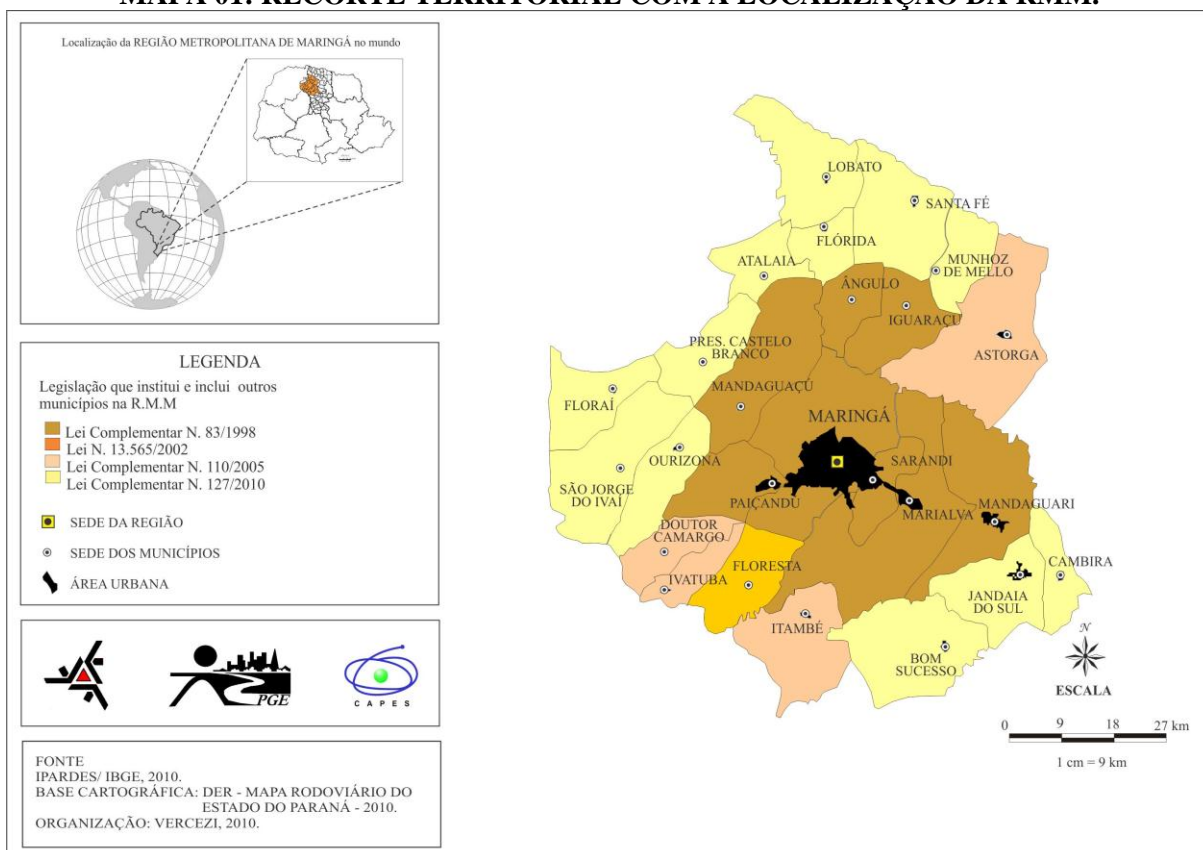 MAPA 01: RECORTE TERRITORIAL COM A LOCALIZAÇÃO DA RMM.
Localização da REGIÃO METROPOLITANA DE MARINGÁ no mundo
LEGENDA
Legislação que institui e inclui outros
municípios na R.M.M
Lei Complementar N. 83/1998
Lei N. 13.565/2002
Lei Complementar N. 110/2005
Lei Complementar N. 127/2010
SEDE DA REGIÃO
SEDE DOS MUNICÍPIOS
ÁREA URBANA
PGE
CAPES
FONTE
IPARDES/ IBGE, 2010.
BASE CARTOGRÁFICA: DER - MAPA RODOVIÁRIO DO
ESTADO DO PARANÁ - 2010.
ORGANIZAÇÃO: VERCEZI, 2010.
LOBATO
SANTA FÉ
FLÓRIDA
ATALAIA
MUNHOZ
DE MELLO
ÂNGULO
IGUARAÇU
ASTORGA
PRES. CASTELO
BRANCO
MANDAGUAÇÚ
FLORAÍ
MARINGÁ
OURIZONA
SARANDI
SÃO JORGE
DO IVAÍ
PAIÇANDU
MARIALVA
MANDAGUARI
DOUTOR
CAMARGO
FLORESTA
IVATUBA
CAMBIRA
JANDAIA
DO SUL
ITAMBÉ
BOM
SUCESSO
N
ESCALA
0 9 18 27 km
1 cm = 9 km